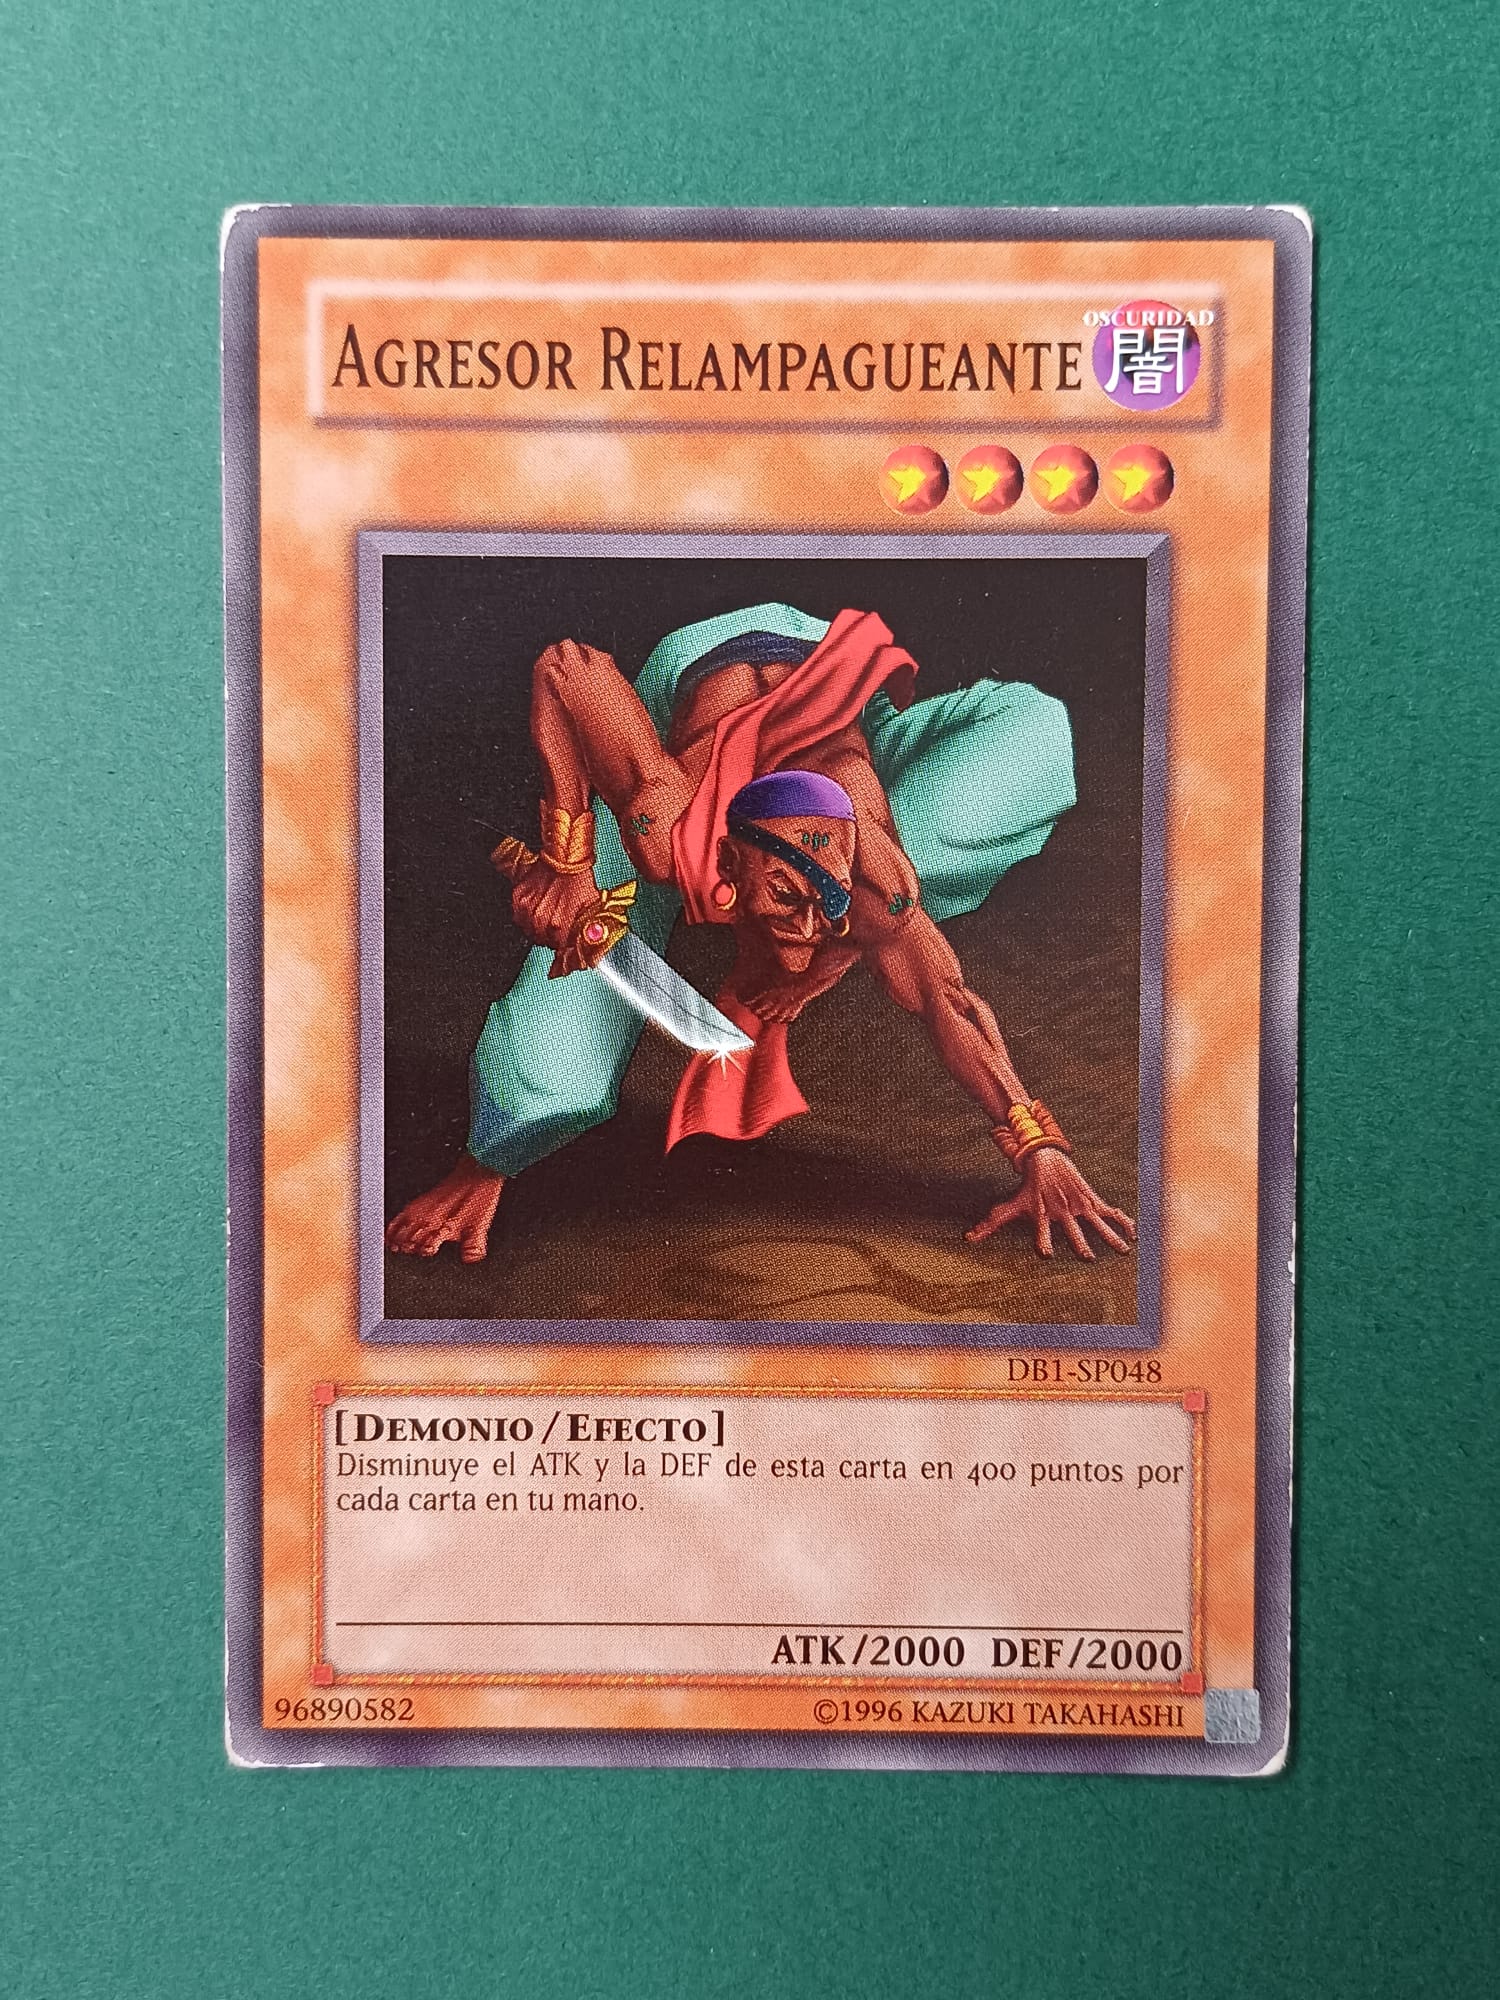 AGRESOR RELAMPAGUEANTE
OSCURIDAD
闇
DB1-SP048
[DEMONIO/EFECTO]
Disminuye el ATK y la DEF de esta carta en 400 puntos por
cada carta en tu mano.
ATK/2000 DEF/2000
96890582
©1996 KAZUKI TAKAHASHI